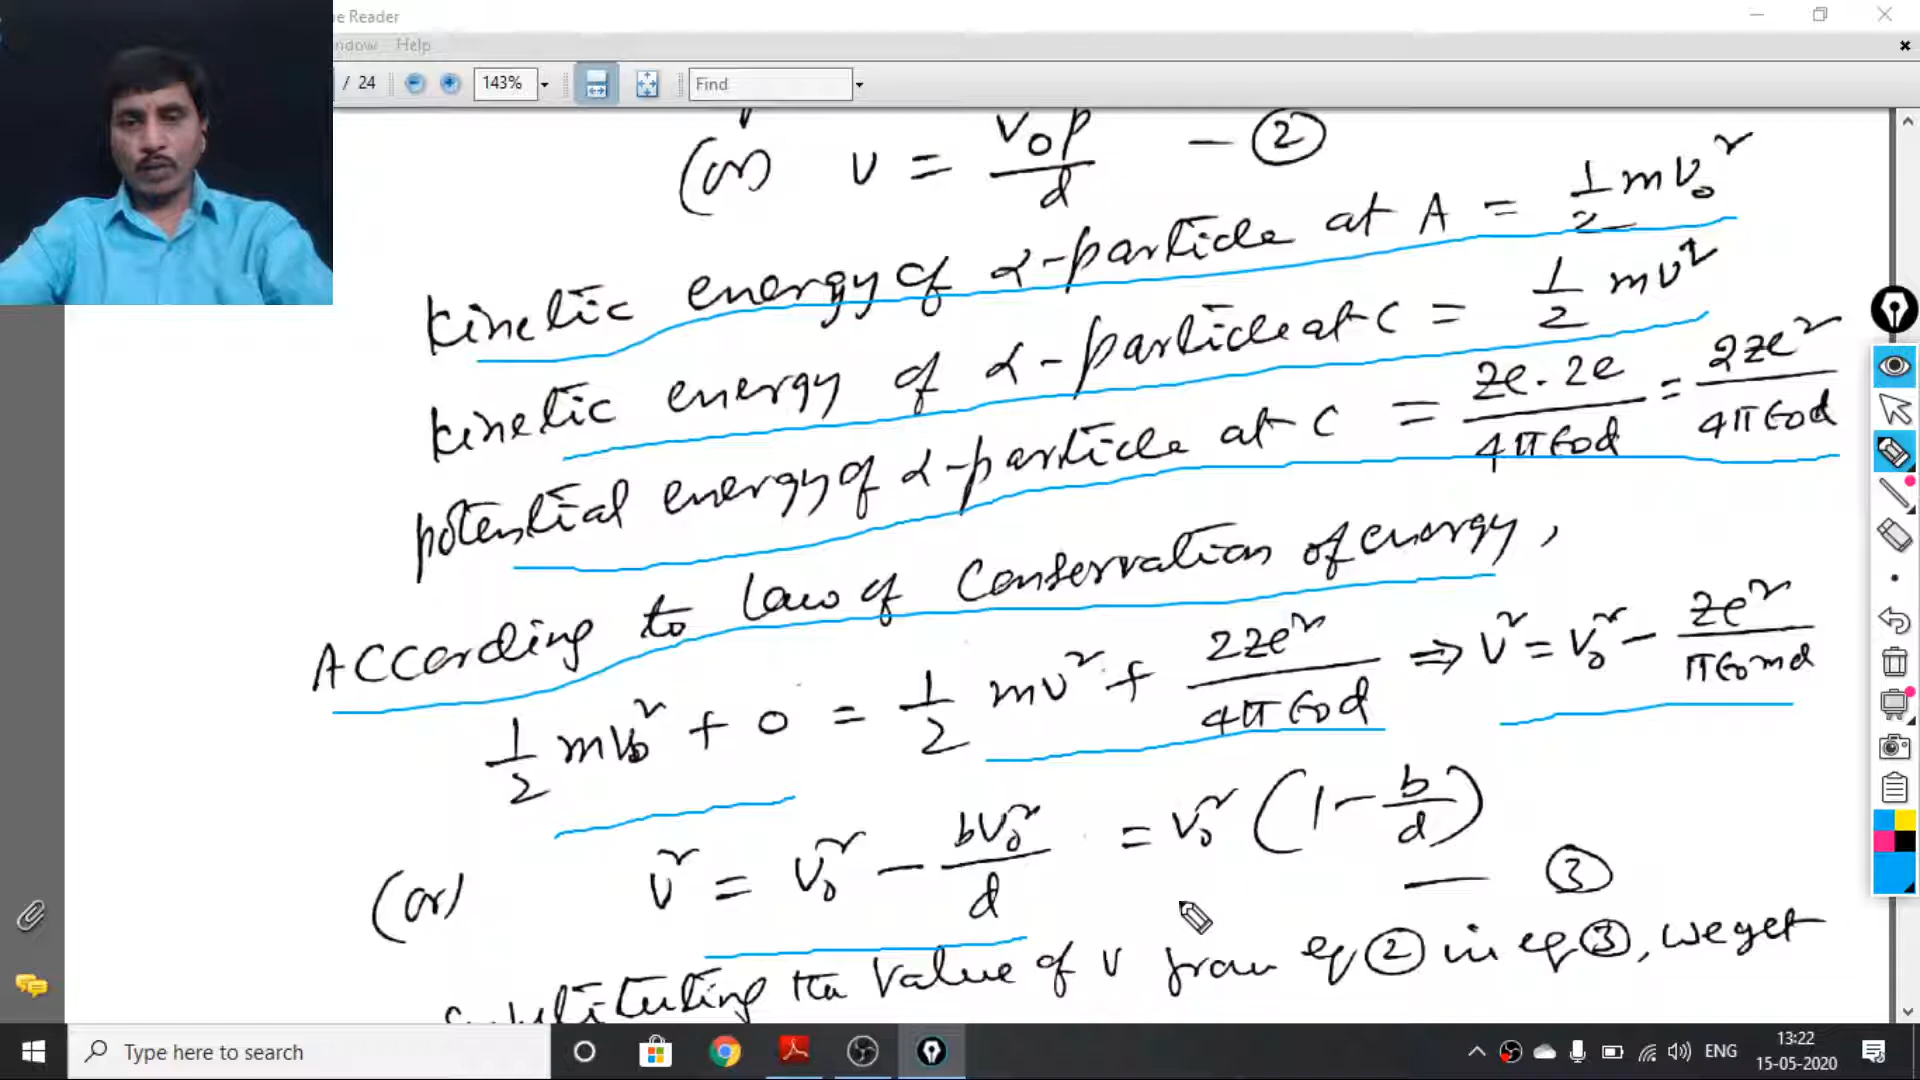 e Reader
ndow Help
/ 24 143% Find
(or) v = v₀p/d — ②
kinetic energy of α-particle at A = 1/2 mv₀²
kinetic energy of α-particle at C = 1/2 mv²
potential energy of α-particle at C = ze·2e/4πε₀d = 2ze²/4πε₀d
According to law of conservation of energy,
1/2 mv₀² + 0 = 1/2 mv² + 2ze²/4πε₀d ⇒ v² = v₀² − ze²/πε₀md
(or) v² = v₀² − bv₀²/d = v₀² (1 − b/d) — ③
Substituting the value of v from eq ② in eq ③, we get
Type here to search
ENG
13:22
15-05-2020